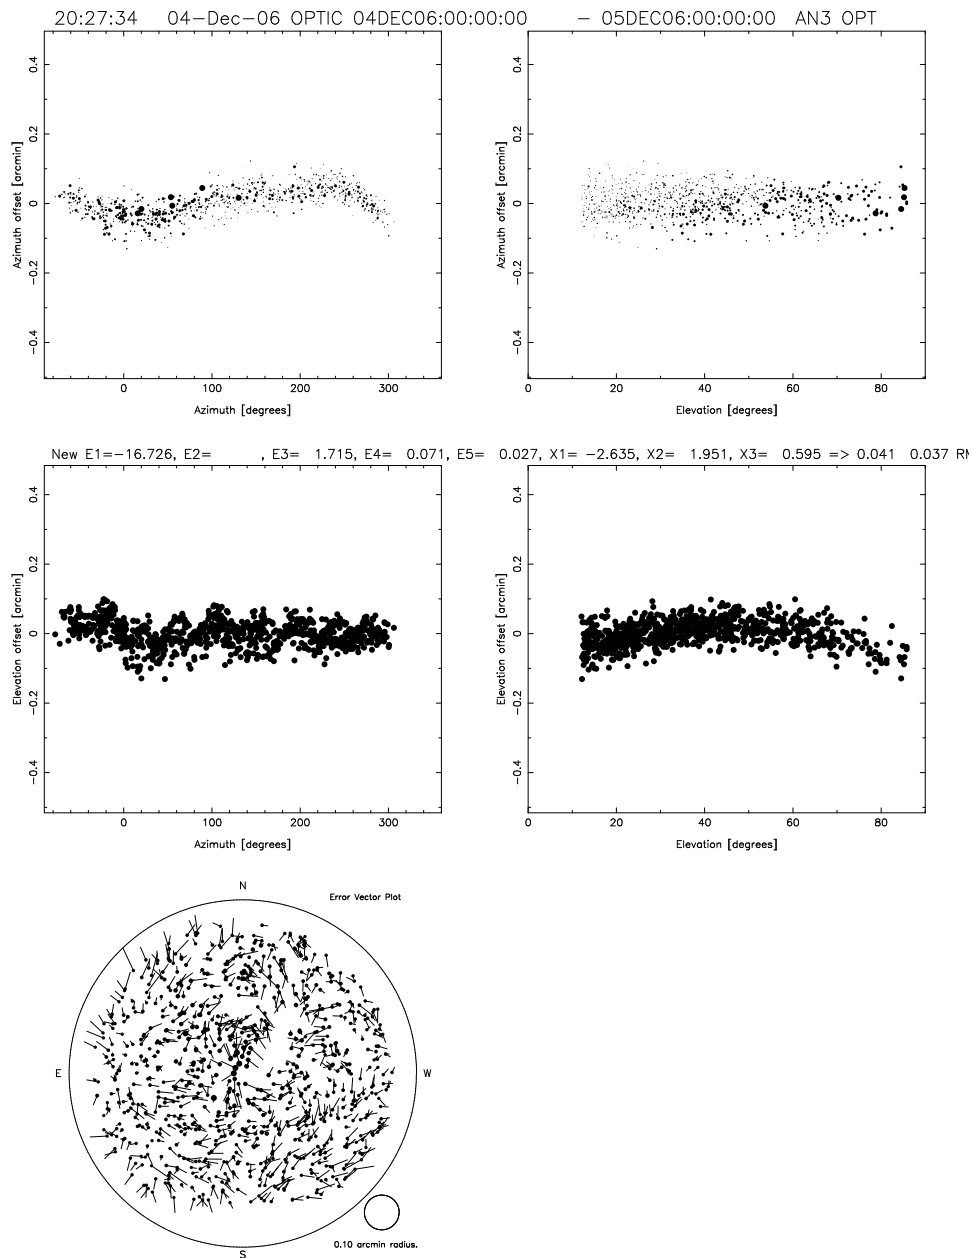 20:27:34 04-Dec-06 OPTIC 04DEC06:00:00:00 - 05DEC06:00:00:00 AN3 OPT
Azimuth offset [arcmin]
0.4
0.2
0
-0.2
-0.4
0 100 200 300
Azimuth [degrees]
Azimuth offset [arcmin]
0.4
0.2
0
-0.2
-0.4
0 20 40 60 80
Elevation [degrees]
New E1=-16.726, E2= , E3= 1.715, E4= 0.071, E5= 0.027, X1= -2.635, X2= 1.951, X3= 0.595 => 0.041 0.037 RM
Elevation offset [arcmin]
0.4
0.2
0
-0.2
-0.4
0 100 200 300
Azimuth [degrees]
Elevation offset [arcmin]
0.4
0.2
0
-0.2
-0.4
0 20 40 60 80
Elevation [degrees]
N
Error Vector Plot
E
W
S
0.10 arcmin radius.